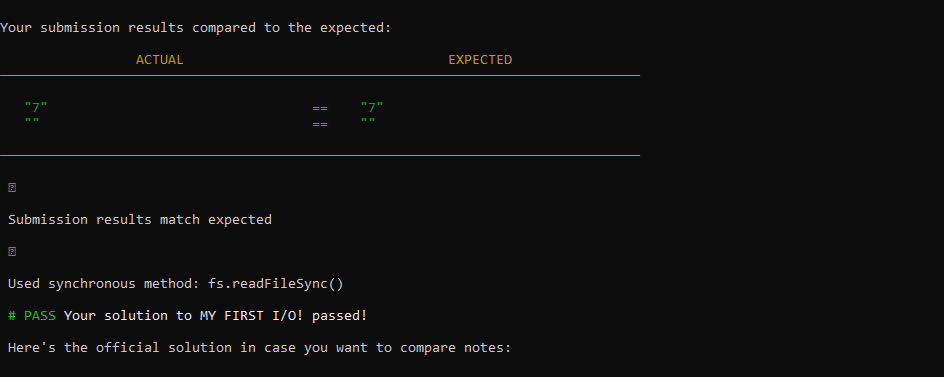 Your submission results compared to the expected:
ACTUAL EXPECTED
"7" == "7"
"" == ""
Submission results match expected
Used synchronous method: fs.readFileSync()
# PASS Your solution to MY FIRST I/O! passed!
Here's the official solution in case you want to compare notes: